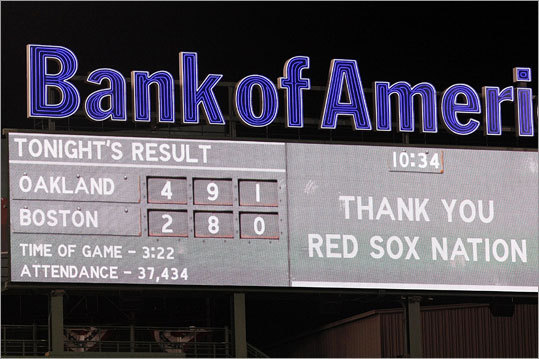 Bank of Ameri
TONIGHT'S RESULT
10:34
OAKLAND 4 9 1
BOSTON 2 8 0
THANK YOU
RED SOX NATION
TIME OF GAME - 3:22
ATTENDANCE - 37,434